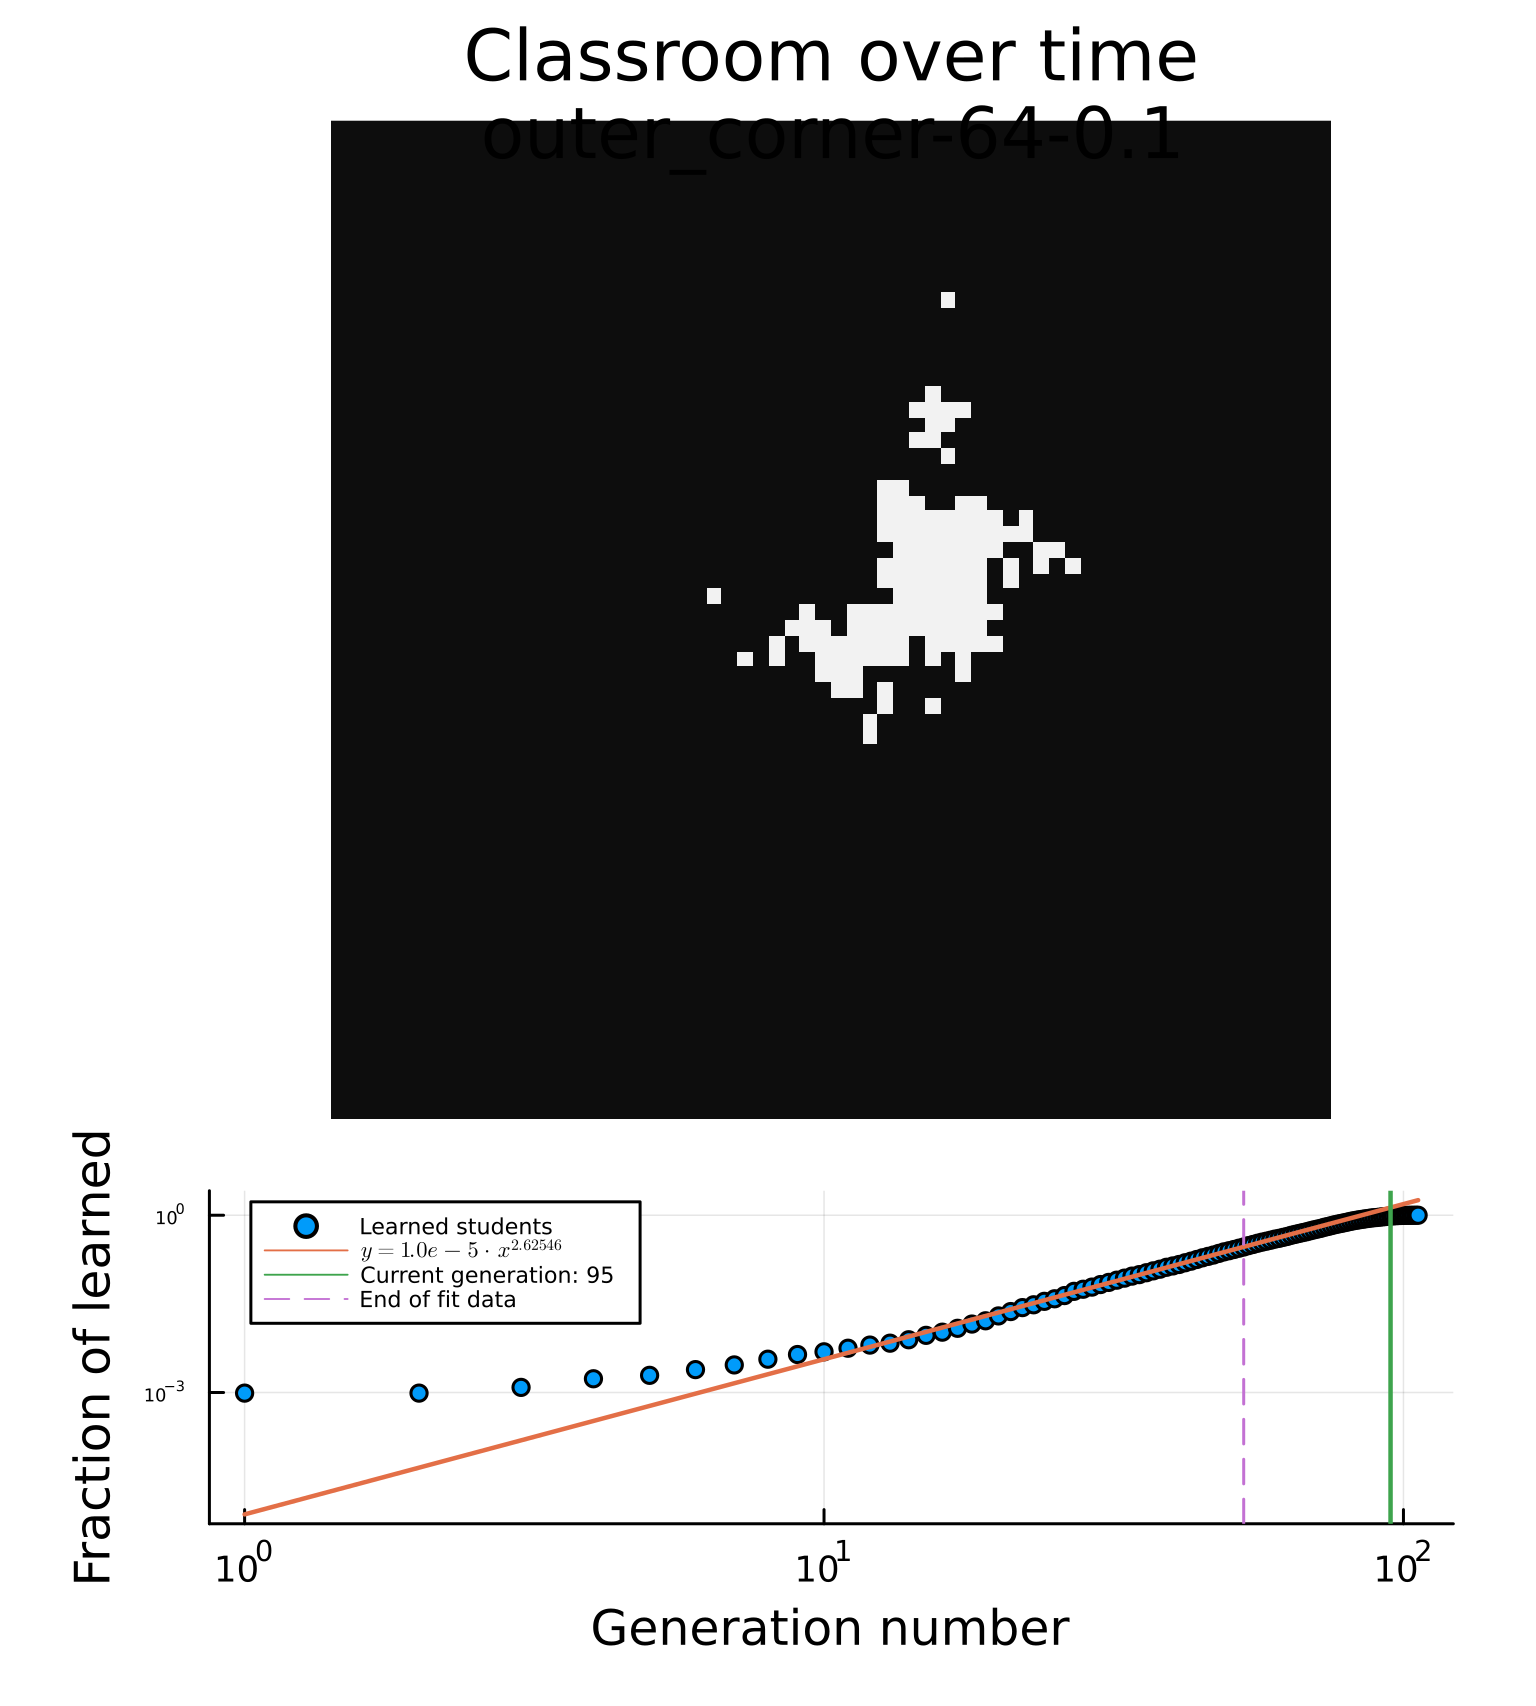 Classroom over time
outer_corner-64-0.1
Fraction of learned
10^0
10^-3
Learned students
y = 1.0e − 5 · x^2.62546
Current generation: 95
End of fit data
10^0 10^1 10^2
Generation number